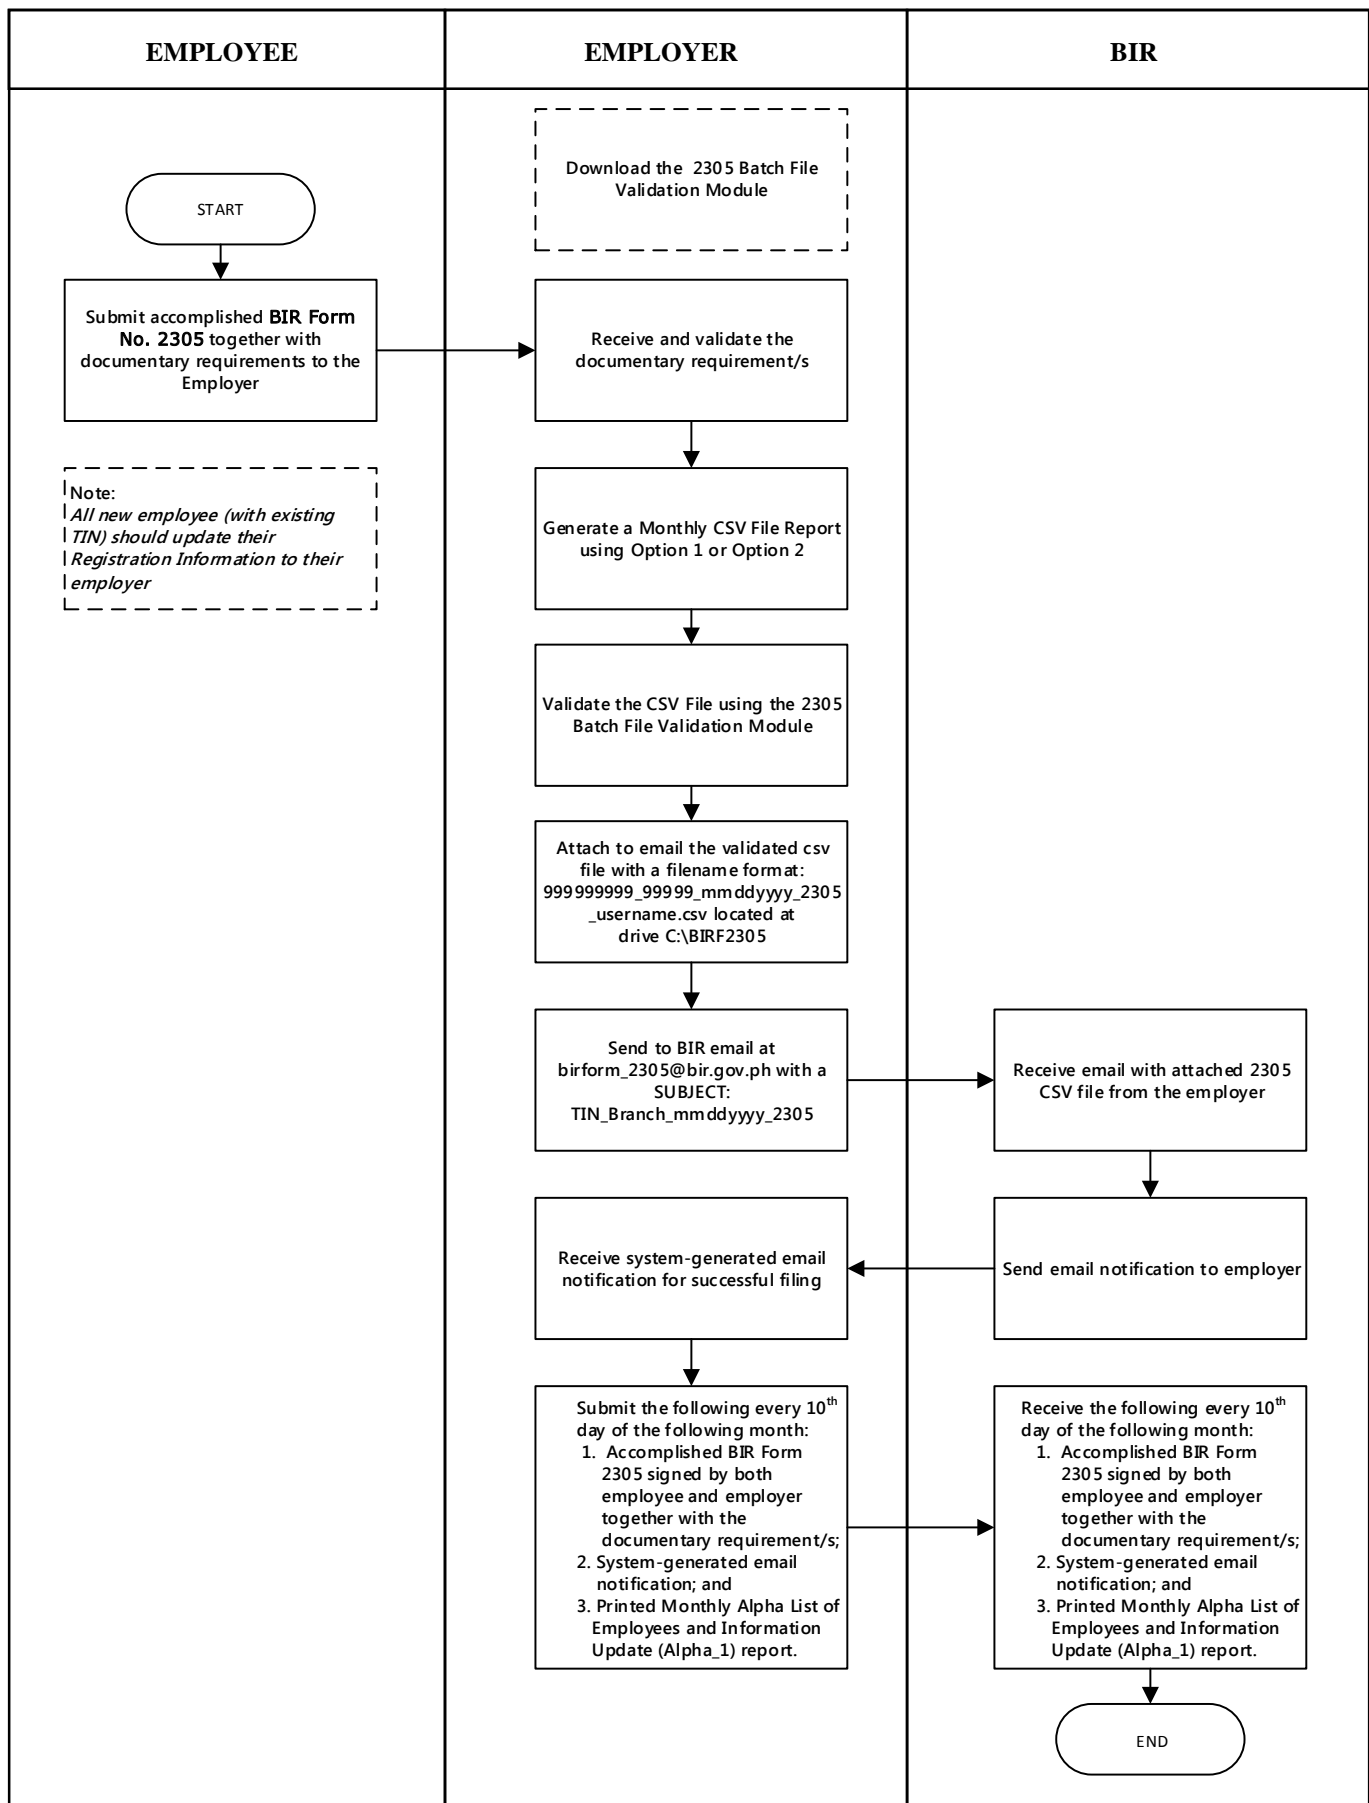 EMPLOYEE
EMPLOYER
BIR
Download the 2305 Batch File
Validation Module
START
Submit accomplished BIR Form
No. 2305 together with
documentary requirements to the
Employer
Receive and validate the
documentary requirement/s
Note:
All new employee (with existing
TIN) should update their
Registration Information to their
employer
Generate a Monthly CSV File Report
using Option 1 or Option 2
Validate the CSV File using the 2305
Batch File Validation Module
Attach to email the validated csv
file with a filename format:
999999999_99999_mmddyyyy_2305
_username.csv located at
drive C:\BIRF2305
Send to BIR email at
birform_2305@bir.gov.ph with a
SUBJECT:
TIN_Branch_mmddyyyy_2305
Receive email with attached 2305
CSV file from the employer
Receive system-generated email
notification for successful filing
Send email notification to employer
Submit the following every 10th
day of the following month:
1. Accomplished BIR Form
2305 signed by both
employee and employer
together with the
documentary requirement/s;
2. System-generated email
notification; and
3. Printed Monthly Alpha List of
Employees and Information
Update (Alpha_1) report.
Receive the following every 10th
day of the following month:
1. Accomplished BIR Form
2305 signed by both
employee and employer
together with the
documentary requirement/s;
2. System-generated email
notification; and
3. Printed Monthly Alpha List of
Employees and Information
Update (Alpha_1) report.
END